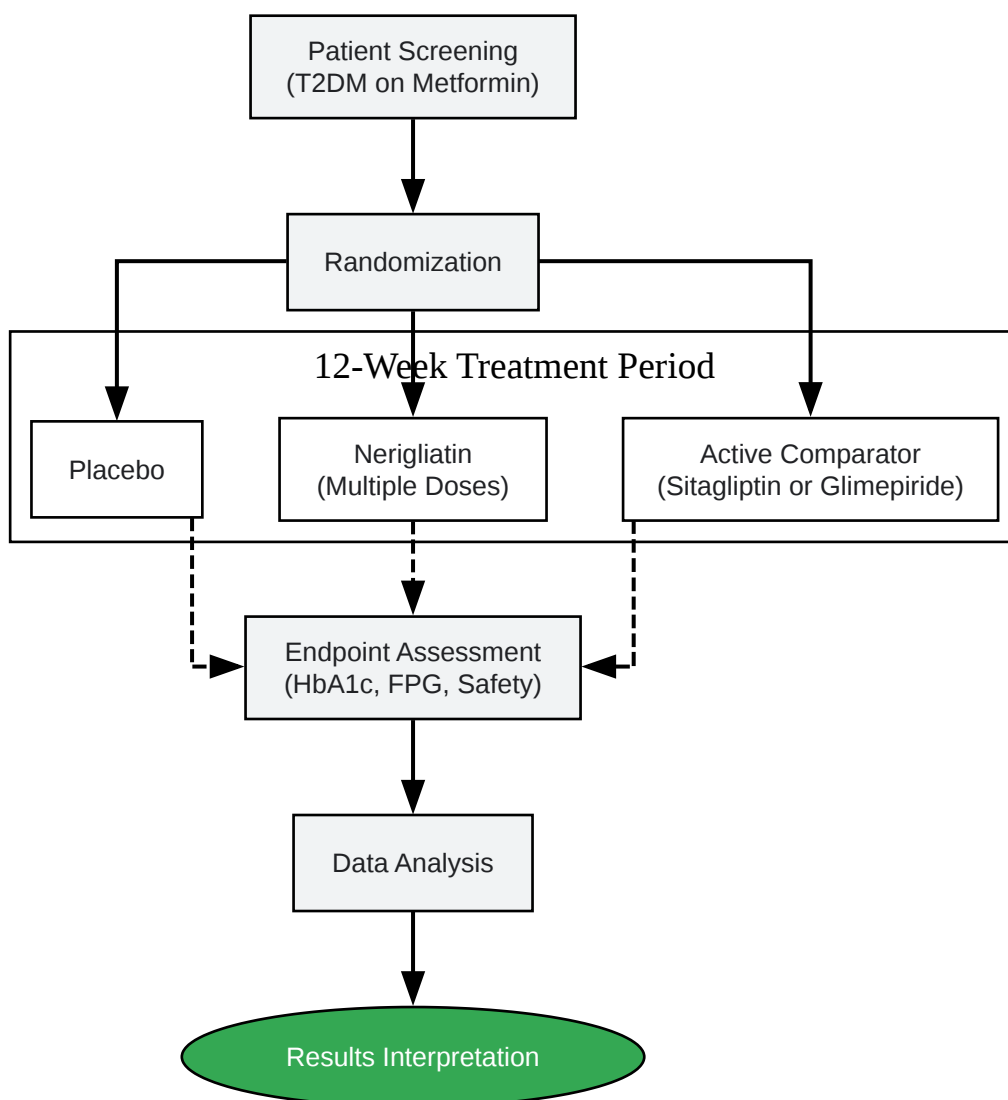 Patient Screening
(T2DM on Metformin)
Randomization
12-Week Treatment Period
Placebo
Nerigliatin
(Multiple Doses)
Active Comparator
(Sitagliptin or Glimepiride)
Endpoint Assessment
(HbA1c, FPG, Safety)
Data Analysis
Results Interpretation